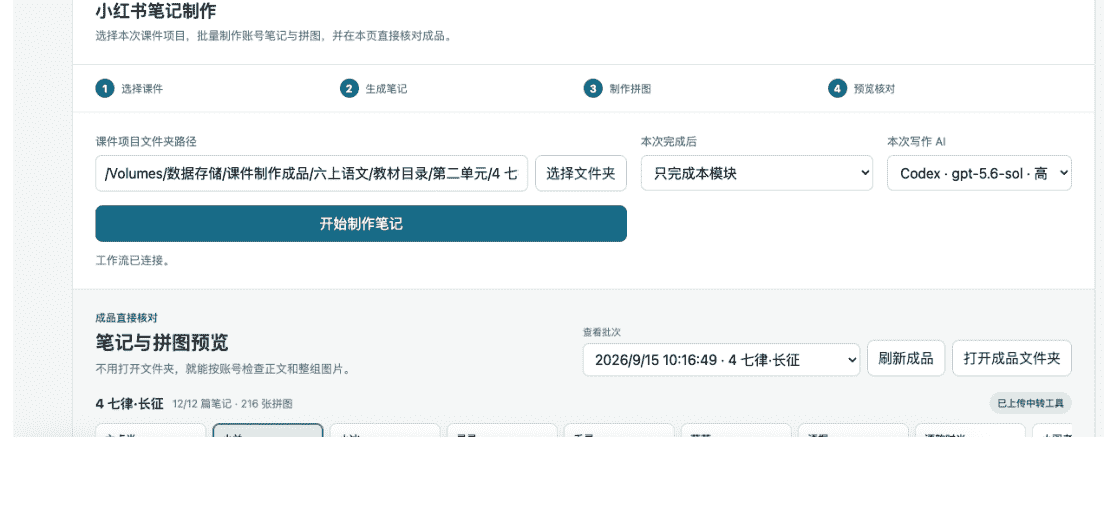 小红书笔记制作
选择本次课件项目，批量制作账号笔记与拼图，并在本页直接核对成品。
1 选择课件
2 生成笔记
3 制作拼图
4 预览核对
课件项目文件夹路径
本次完成后
本次写作 AI
/Volumes/数据存储/课件制作成品/六上语文/教材目录/第二单元/4 七
选择文件夹
只完成本模块
Codex · gpt-5.6-sol · 高
开始制作笔记
工作流已连接。
成品直接核对
笔记与拼图预览
不用打开文件夹，就能按账号检查正文和整组图片。
查看批次
2026/9/15 10:16:49 · 4 七律·长征
刷新成品
打开成品文件夹
4 七律·长征 12/12 篇笔记 · 216 张拼图
已上传中转工具